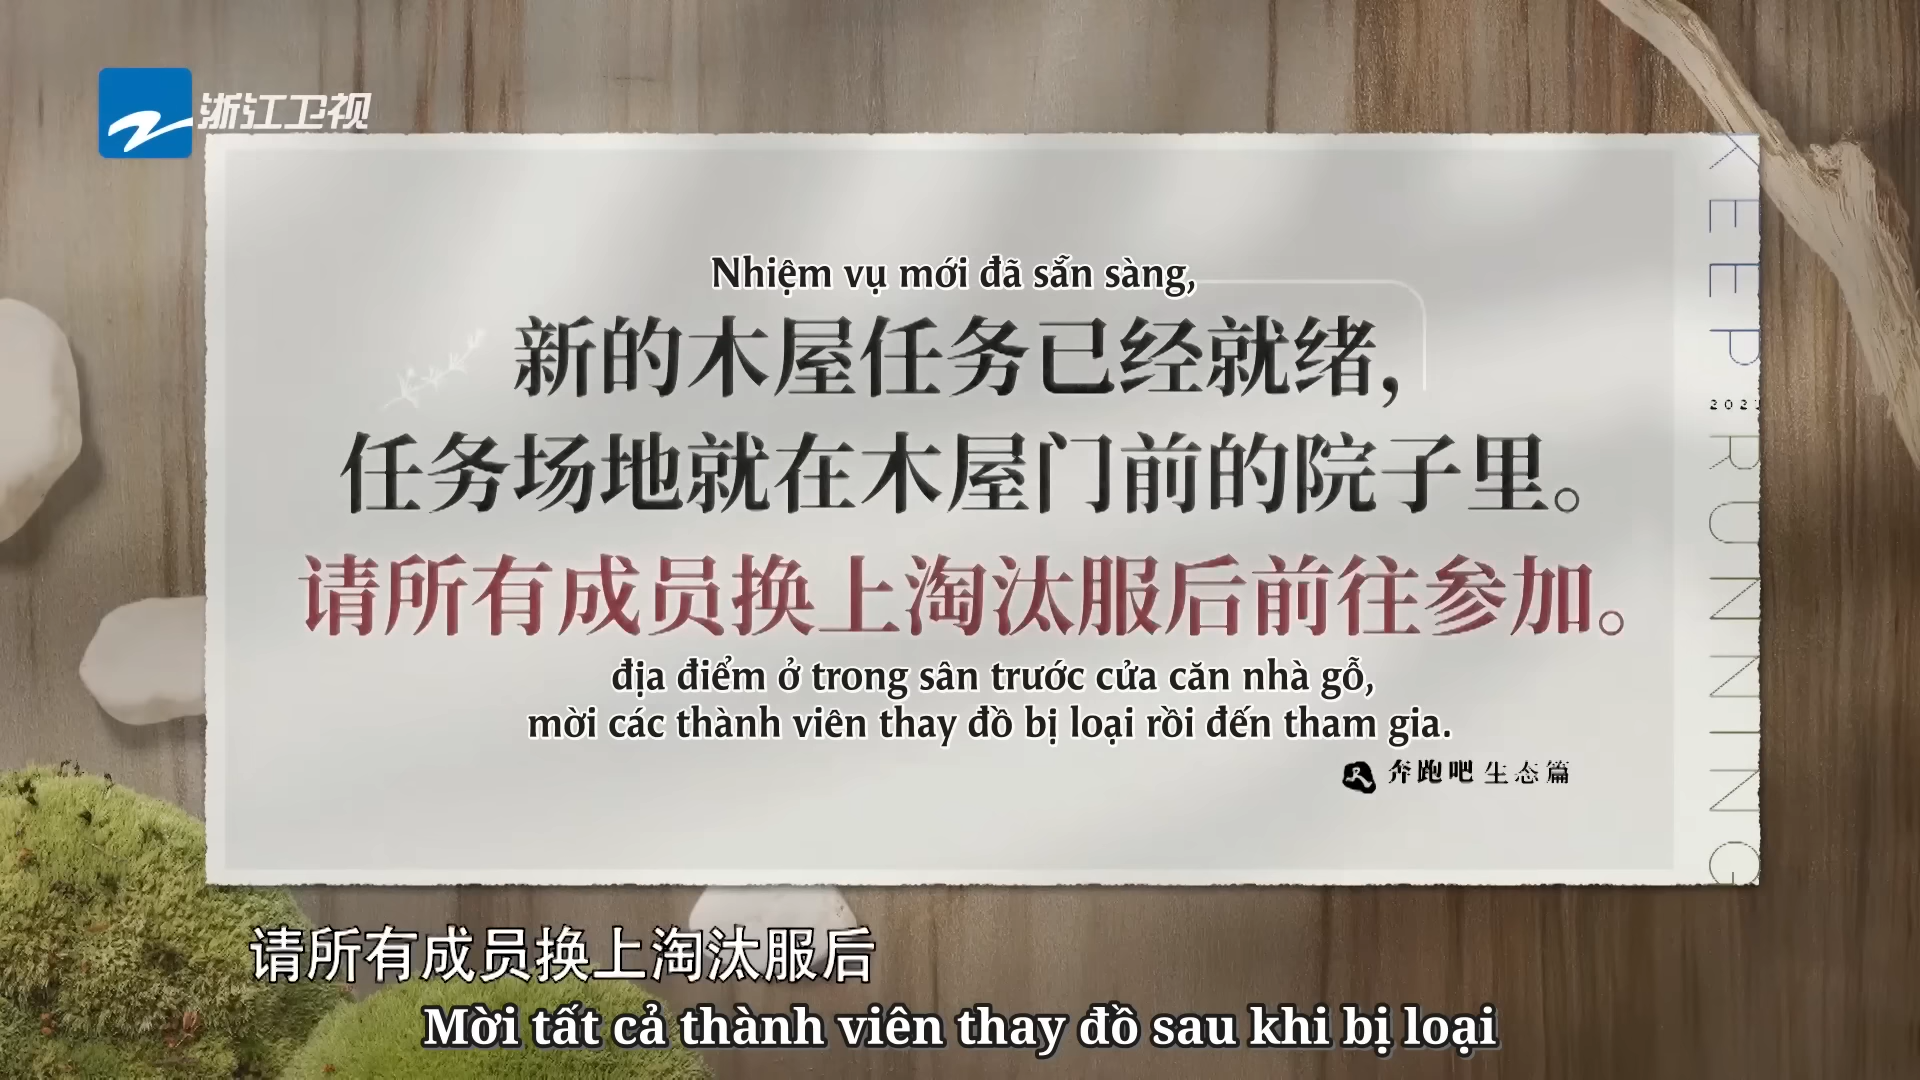 浙江卫视
Nhiệm vụ mới đã sẵn sàng,
新的木屋任务已经就绪，
任务场地就在木屋门前的院子里。
请所有成员换上淘汰服后前往参加。
địa điểm ở trong sân trước cửa căn nhà gỗ,
mời các thành viên thay đồ bị loại rồi đến tham gia.
奔跑吧 生态篇
KEEP 202 RUNNING
请所有成员换上淘汰服后
Mời tất cả thành viên thay đồ sau khi bị loại